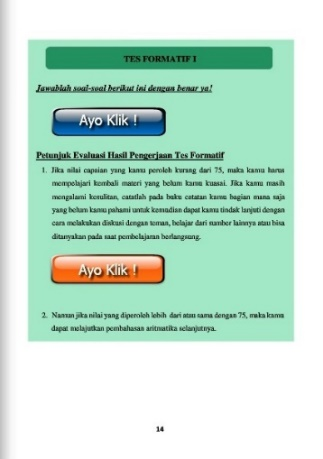 TES FORMATIF I
Jawablah soal-soal berikut ini dengan benar ya!
Ayo Klik !
Petunjuk Evaluasi Hasil Pengerjaan Tes Formatif
1. Jika nilai capaian yang kamu peroleh kurang dari 75, maka kamu harus
mempelajari kembali materi yang belum kamu kuasai. Jika kamu masih
mengalami kesulitan, catatlah pada buku catatan kamu bagian mana saja
yang belum kamu pahami untuk kemudian dapat kamu tindak lanjuti dengan
cara melakukan diskusi dengan teman, belajar dari sumber lainnya atau bisa
ditanyakan pada saat pembelajaran berlangsung.
Ayo Klik !
2. Namun jika nilai yang diperoleh lebih dari atau sama dengan 75, maka kamu
dapat melajutkan pembahasan aritmatika selanjutnya.
14